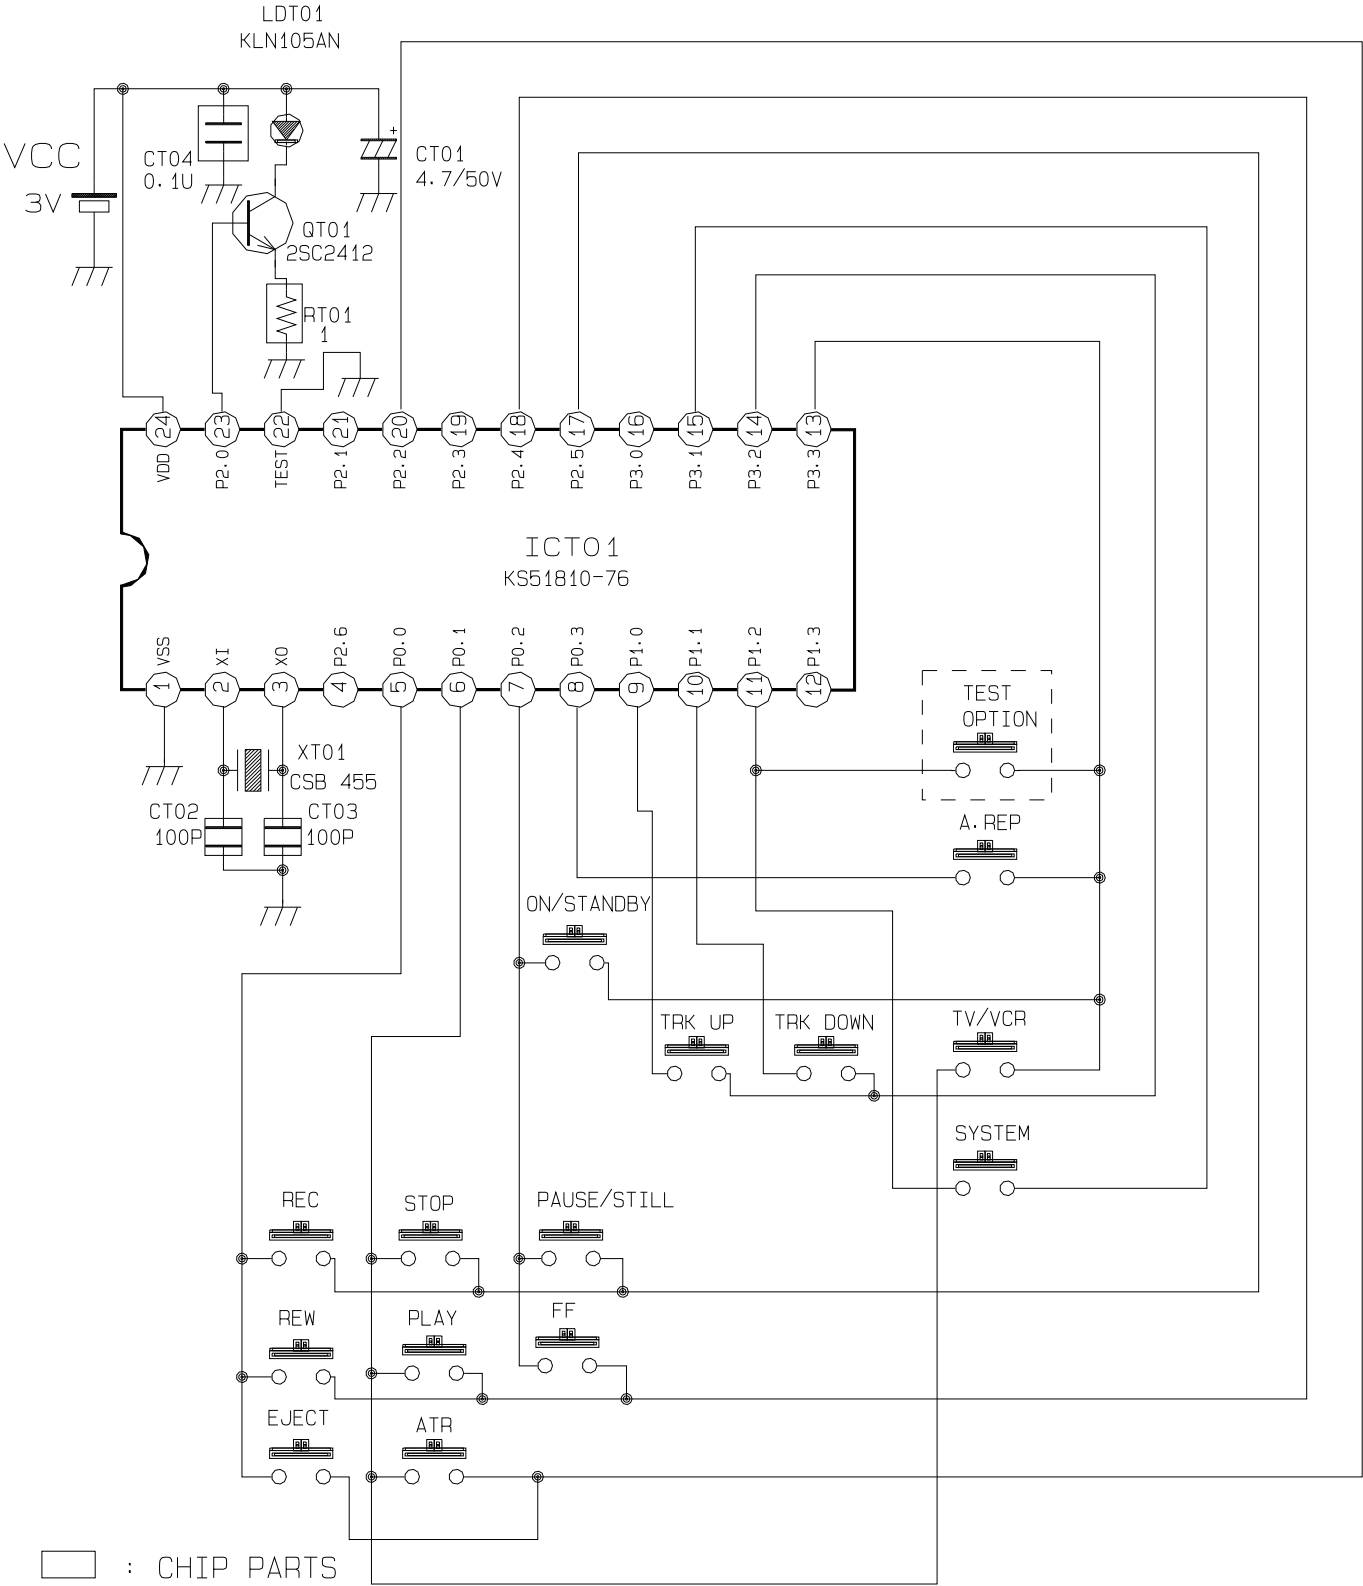 LDT01
KLN105AN
VCC
3V
CT04
0.1U
+
CT01
4.7/50V
QT01
2SC2412
RT01
1
24 23 22 21 20 19 18 17 16 15 14 13
VDD P2.0 TEST P2.1 P2.2 P2.3 P2.4 P2.5 P3.0 P3.1 P3.2 P3.3
ICT01
KS51810-76
VSS XI XO P2.6 P0.0 P0.1 P0.2 P0.3 P1.0 P1.1 P1.2 P1.3
1 2 3 4 5 6 7 8 9 10 11 12
TEST
OPTION
XT01
CSB 455
CT02
100P
CT03
100P
A.REP
ON/STANDBY
TRK UP
TRK DOWN
TV/VCR
SYSTEM
REC
STOP
PAUSE/STILL
REW
PLAY
FF
EJECT
ATR
: CHIP PARTS